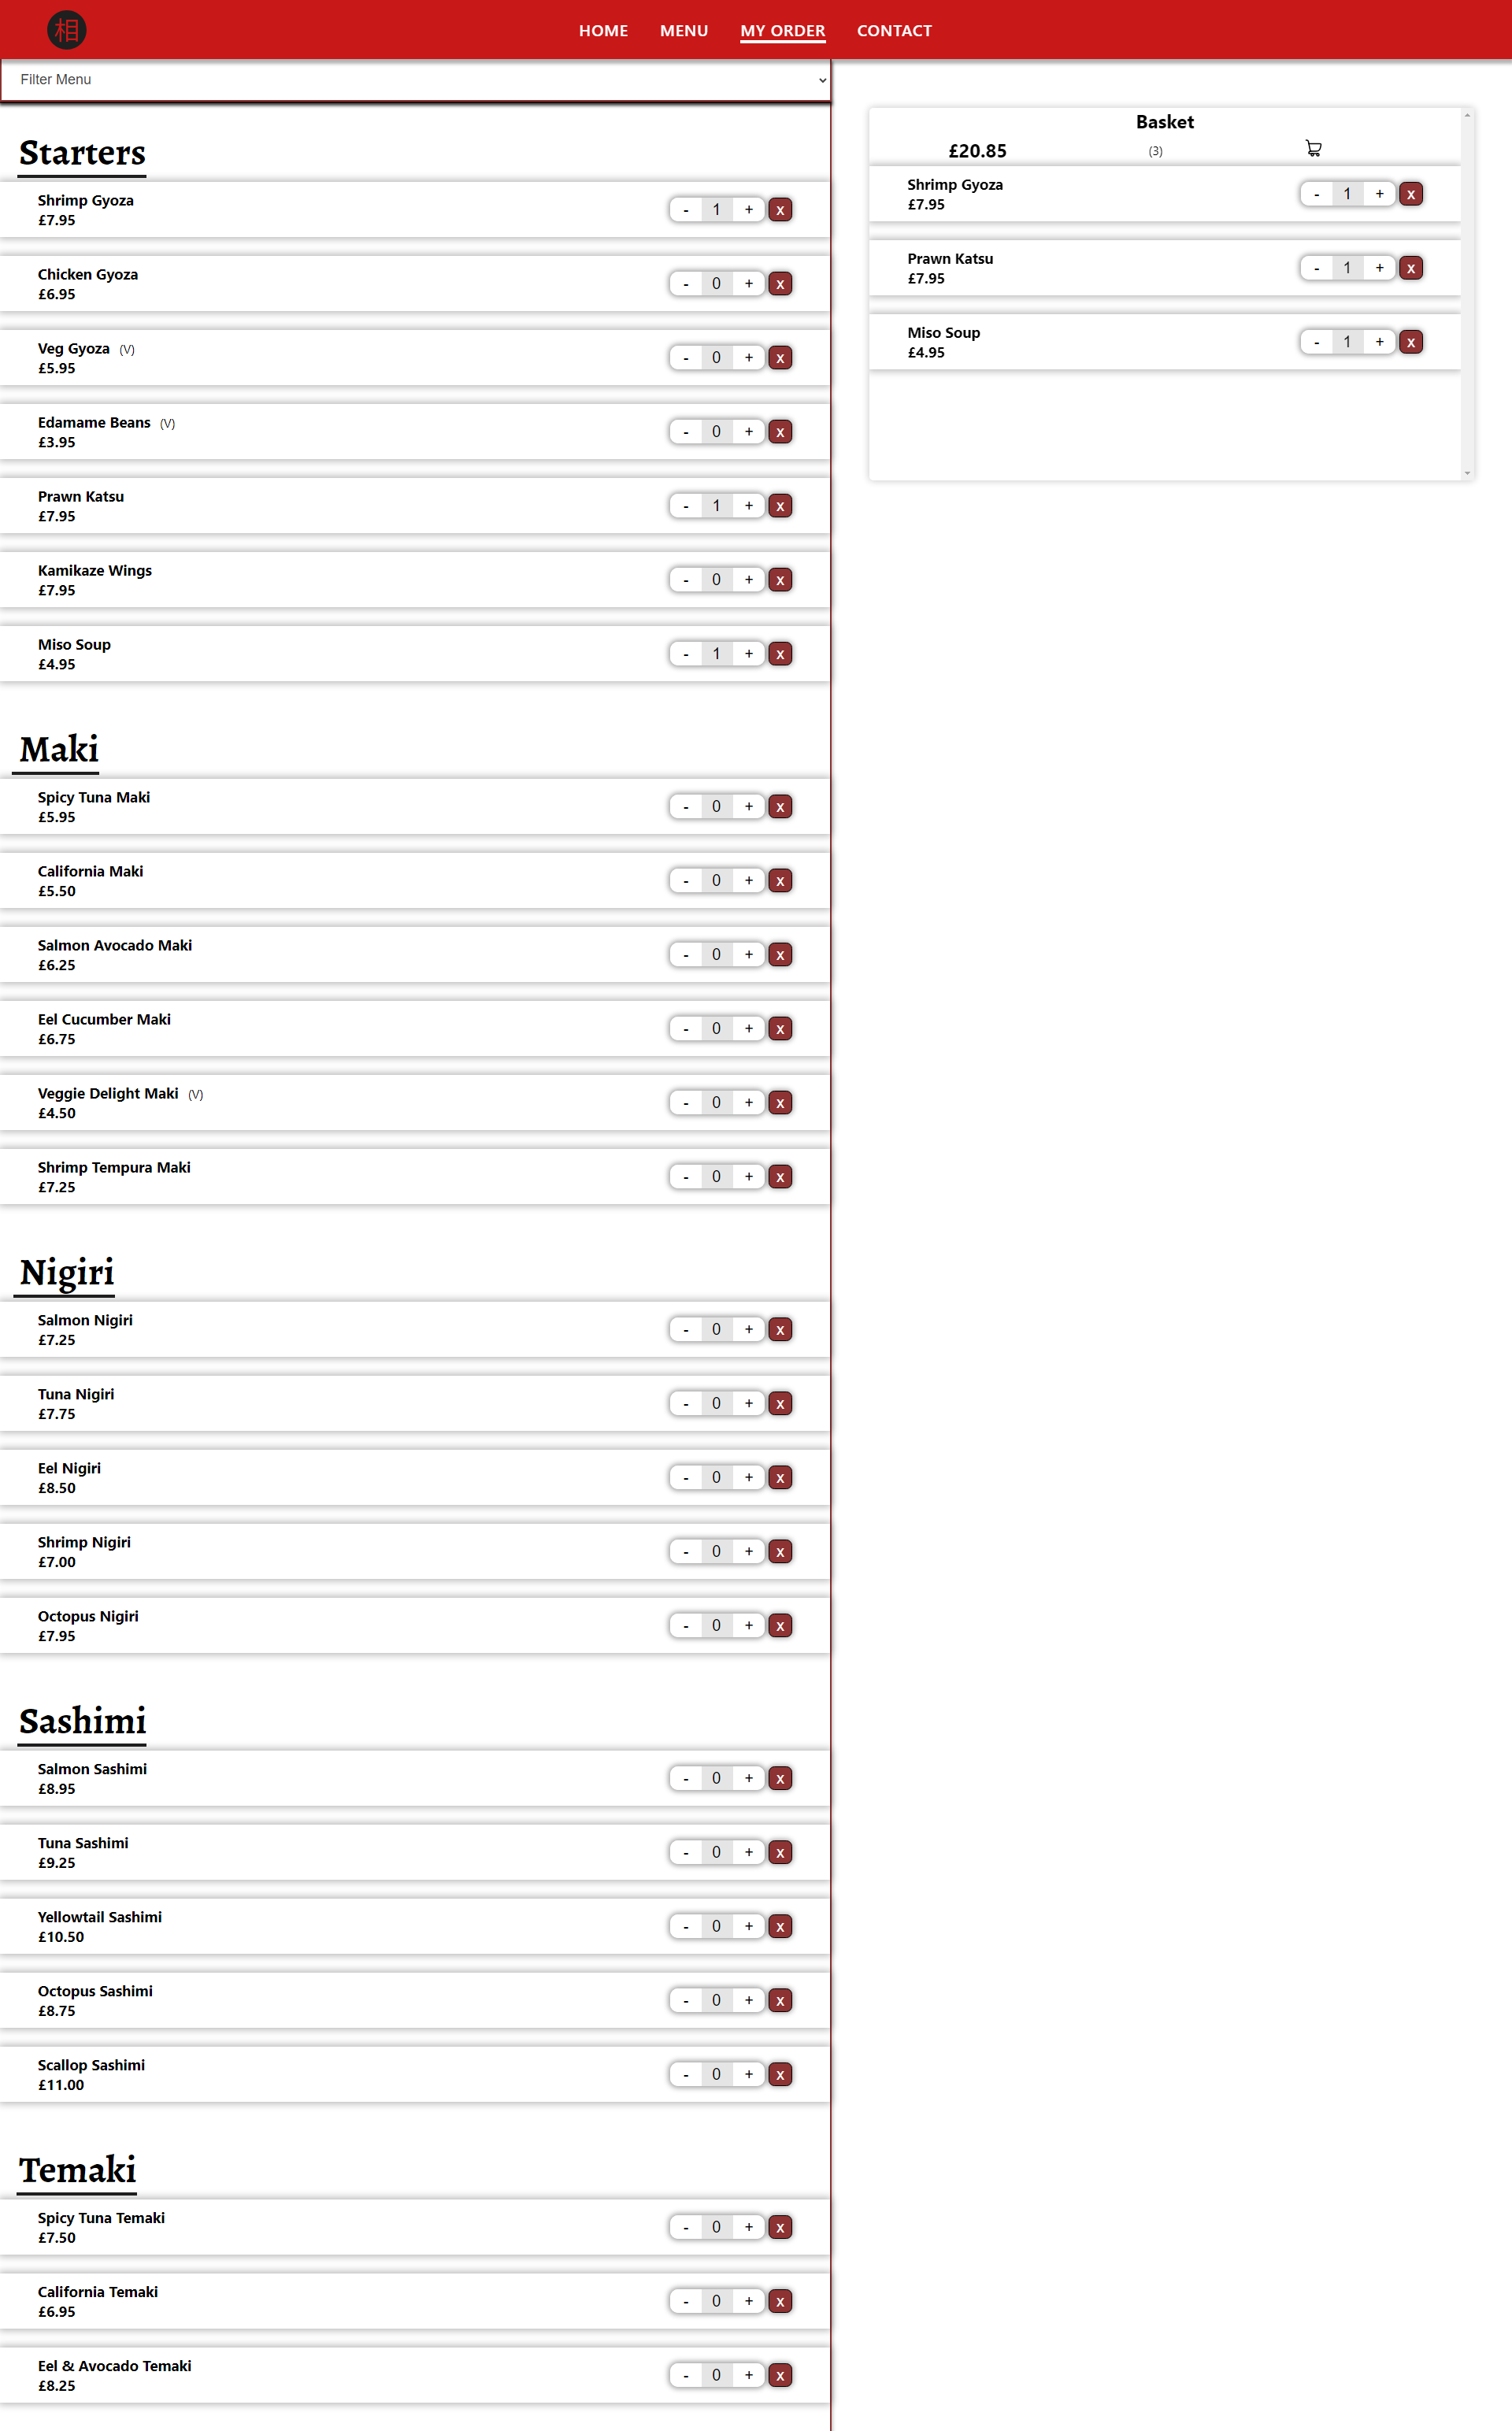 相
HOME MENU MY ORDER CONTACT
Filter Menu
Starters
Shrimp Gyoza
£7.95
- 1 + x
Chicken Gyoza
£6.95
- 0 + x
Veg Gyoza (V)
£5.95
- 0 + x
Edamame Beans (V)
£3.95
- 0 + x
Prawn Katsu
£7.95
- 1 + x
Kamikaze Wings
£7.95
- 0 + x
Miso Soup
£4.95
- 1 + x
Maki
Spicy Tuna Maki
£5.95
- 0 + x
California Maki
£5.50
- 0 + x
Salmon Avocado Maki
£6.25
- 0 + x
Eel Cucumber Maki
£6.75
- 0 + x
Veggie Delight Maki (V)
£4.50
- 0 + x
Shrimp Tempura Maki
£7.25
- 0 + x
Nigiri
Salmon Nigiri
£7.25
- 0 + x
Tuna Nigiri
£7.75
- 0 + x
Eel Nigiri
£8.50
- 0 + x
Shrimp Nigiri
£7.00
- 0 + x
Octopus Nigiri
£7.95
- 0 + x
Sashimi
Salmon Sashimi
£8.95
- 0 + x
Tuna Sashimi
£9.25
- 0 + x
Yellowtail Sashimi
£10.50
- 0 + x
Octopus Sashimi
£8.75
- 0 + x
Scallop Sashimi
£11.00
- 0 + x
Temaki
Spicy Tuna Temaki
£7.50
- 0 + x
California Temaki
£6.95
- 0 + x
Eel & Avocado Temaki
£8.25
- 0 + x
Basket
£20.85 (3)
Shrimp Gyoza
£7.95
- 1 + x
Prawn Katsu
£7.95
- 1 + x
Miso Soup
£4.95
- 1 + x